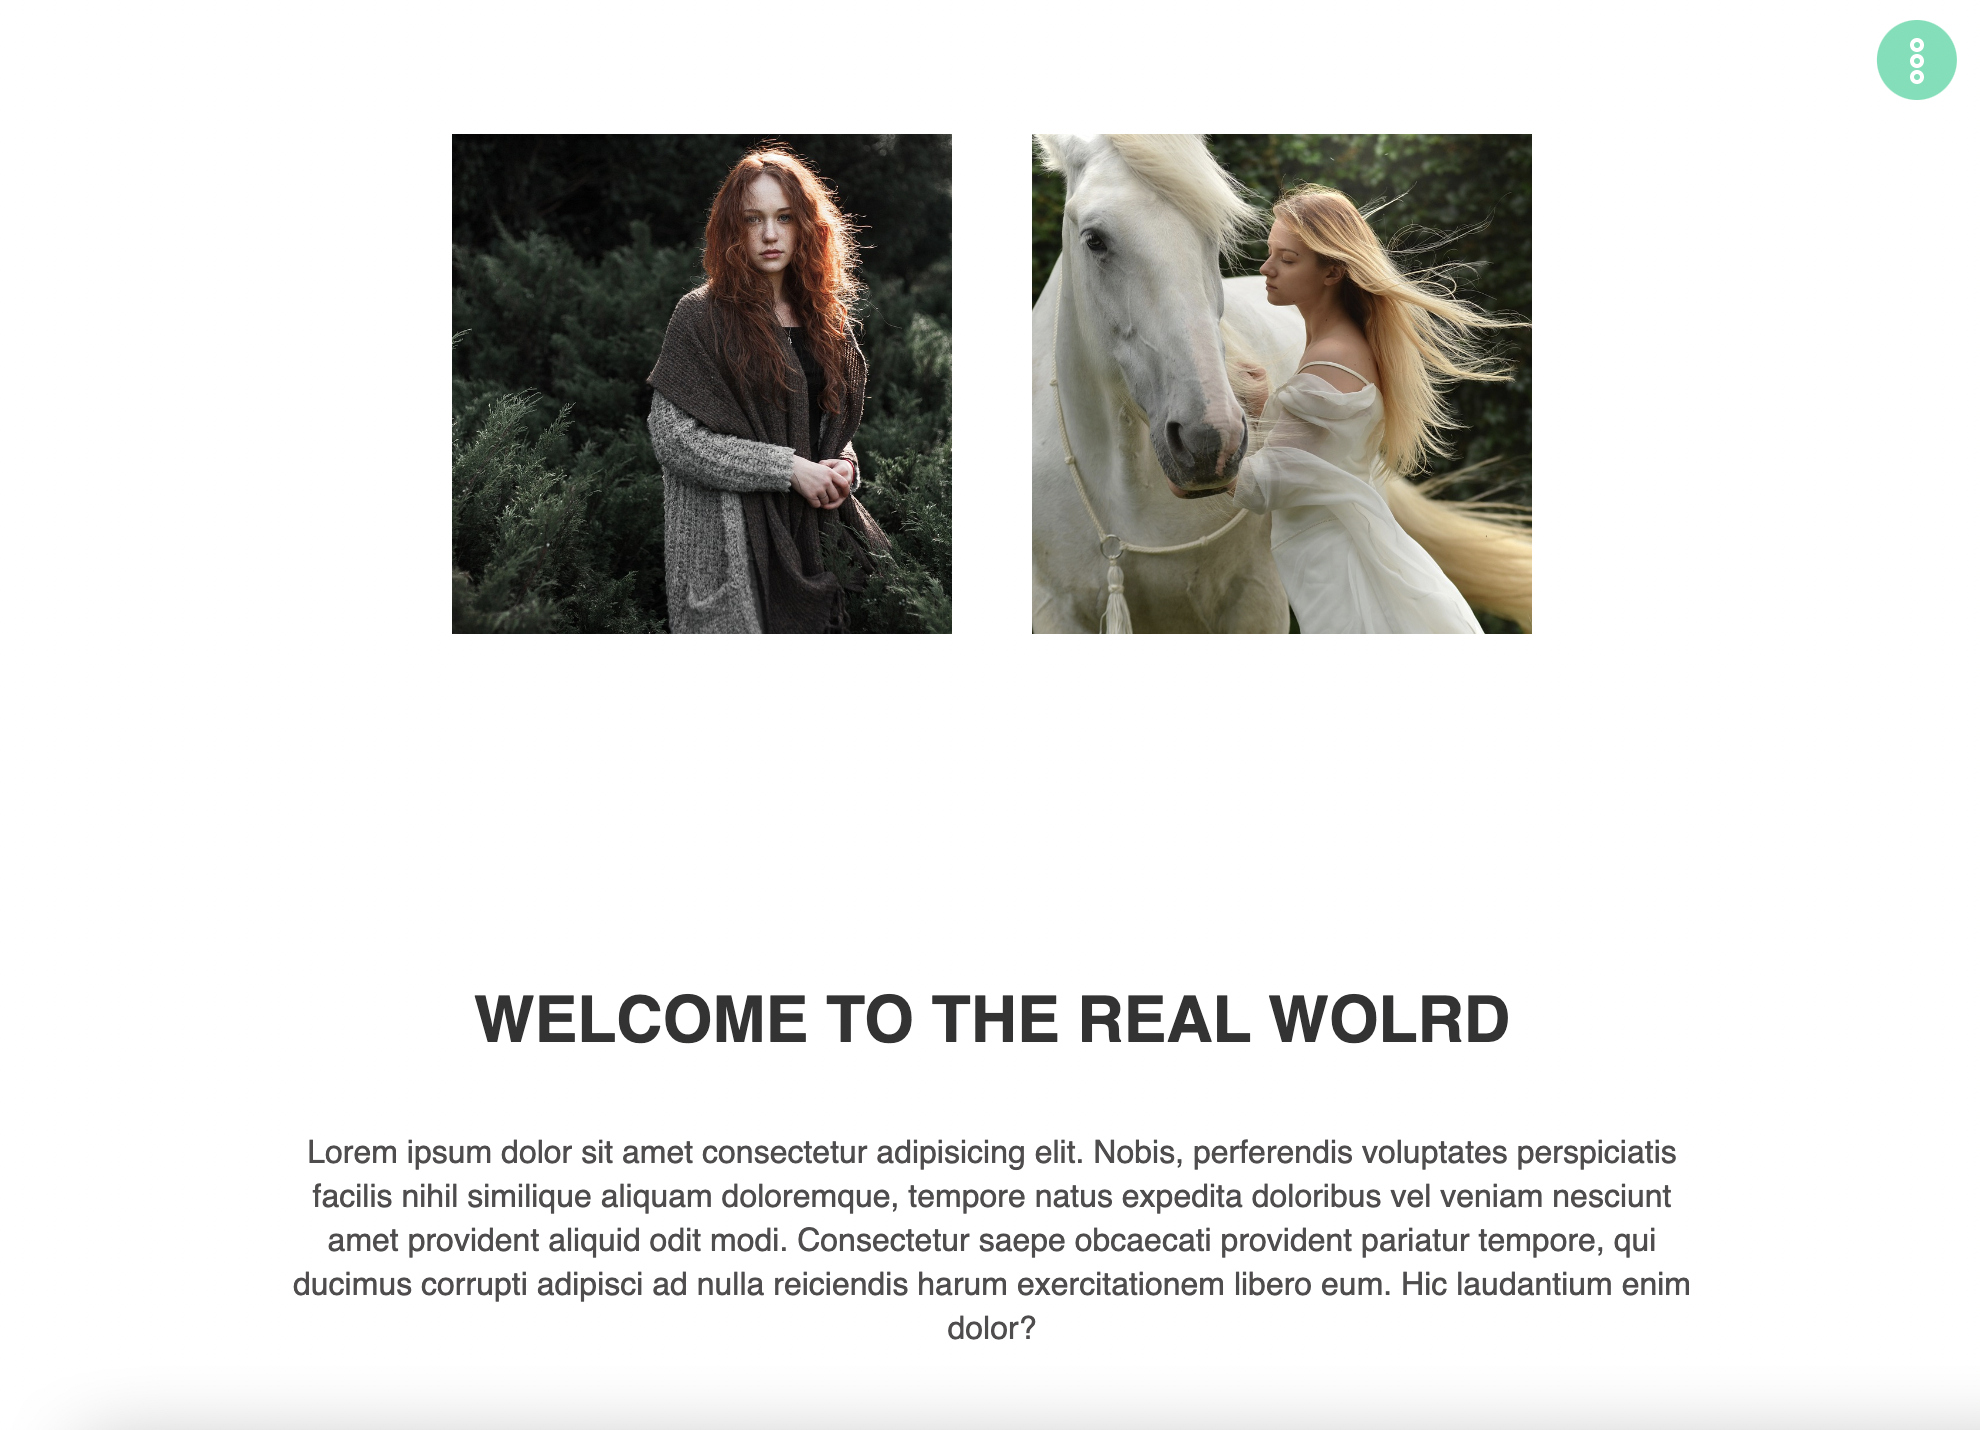 WELCOME TO THE REAL WOLRD
Lorem ipsum dolor sit amet consectetur adipisicing elit. Nobis, perferendis voluptates perspiciatis
facilis nihil similique aliquam doloremque, tempore natus expedita doloribus vel veniam nesciunt
amet provident aliquid odit modi. Consectetur saepe obcaecati provident pariatur tempore, qui
ducimus corrupti adipisci ad nulla reiciendis harum exercitationem libero eum. Hic laudantium enim
dolor?